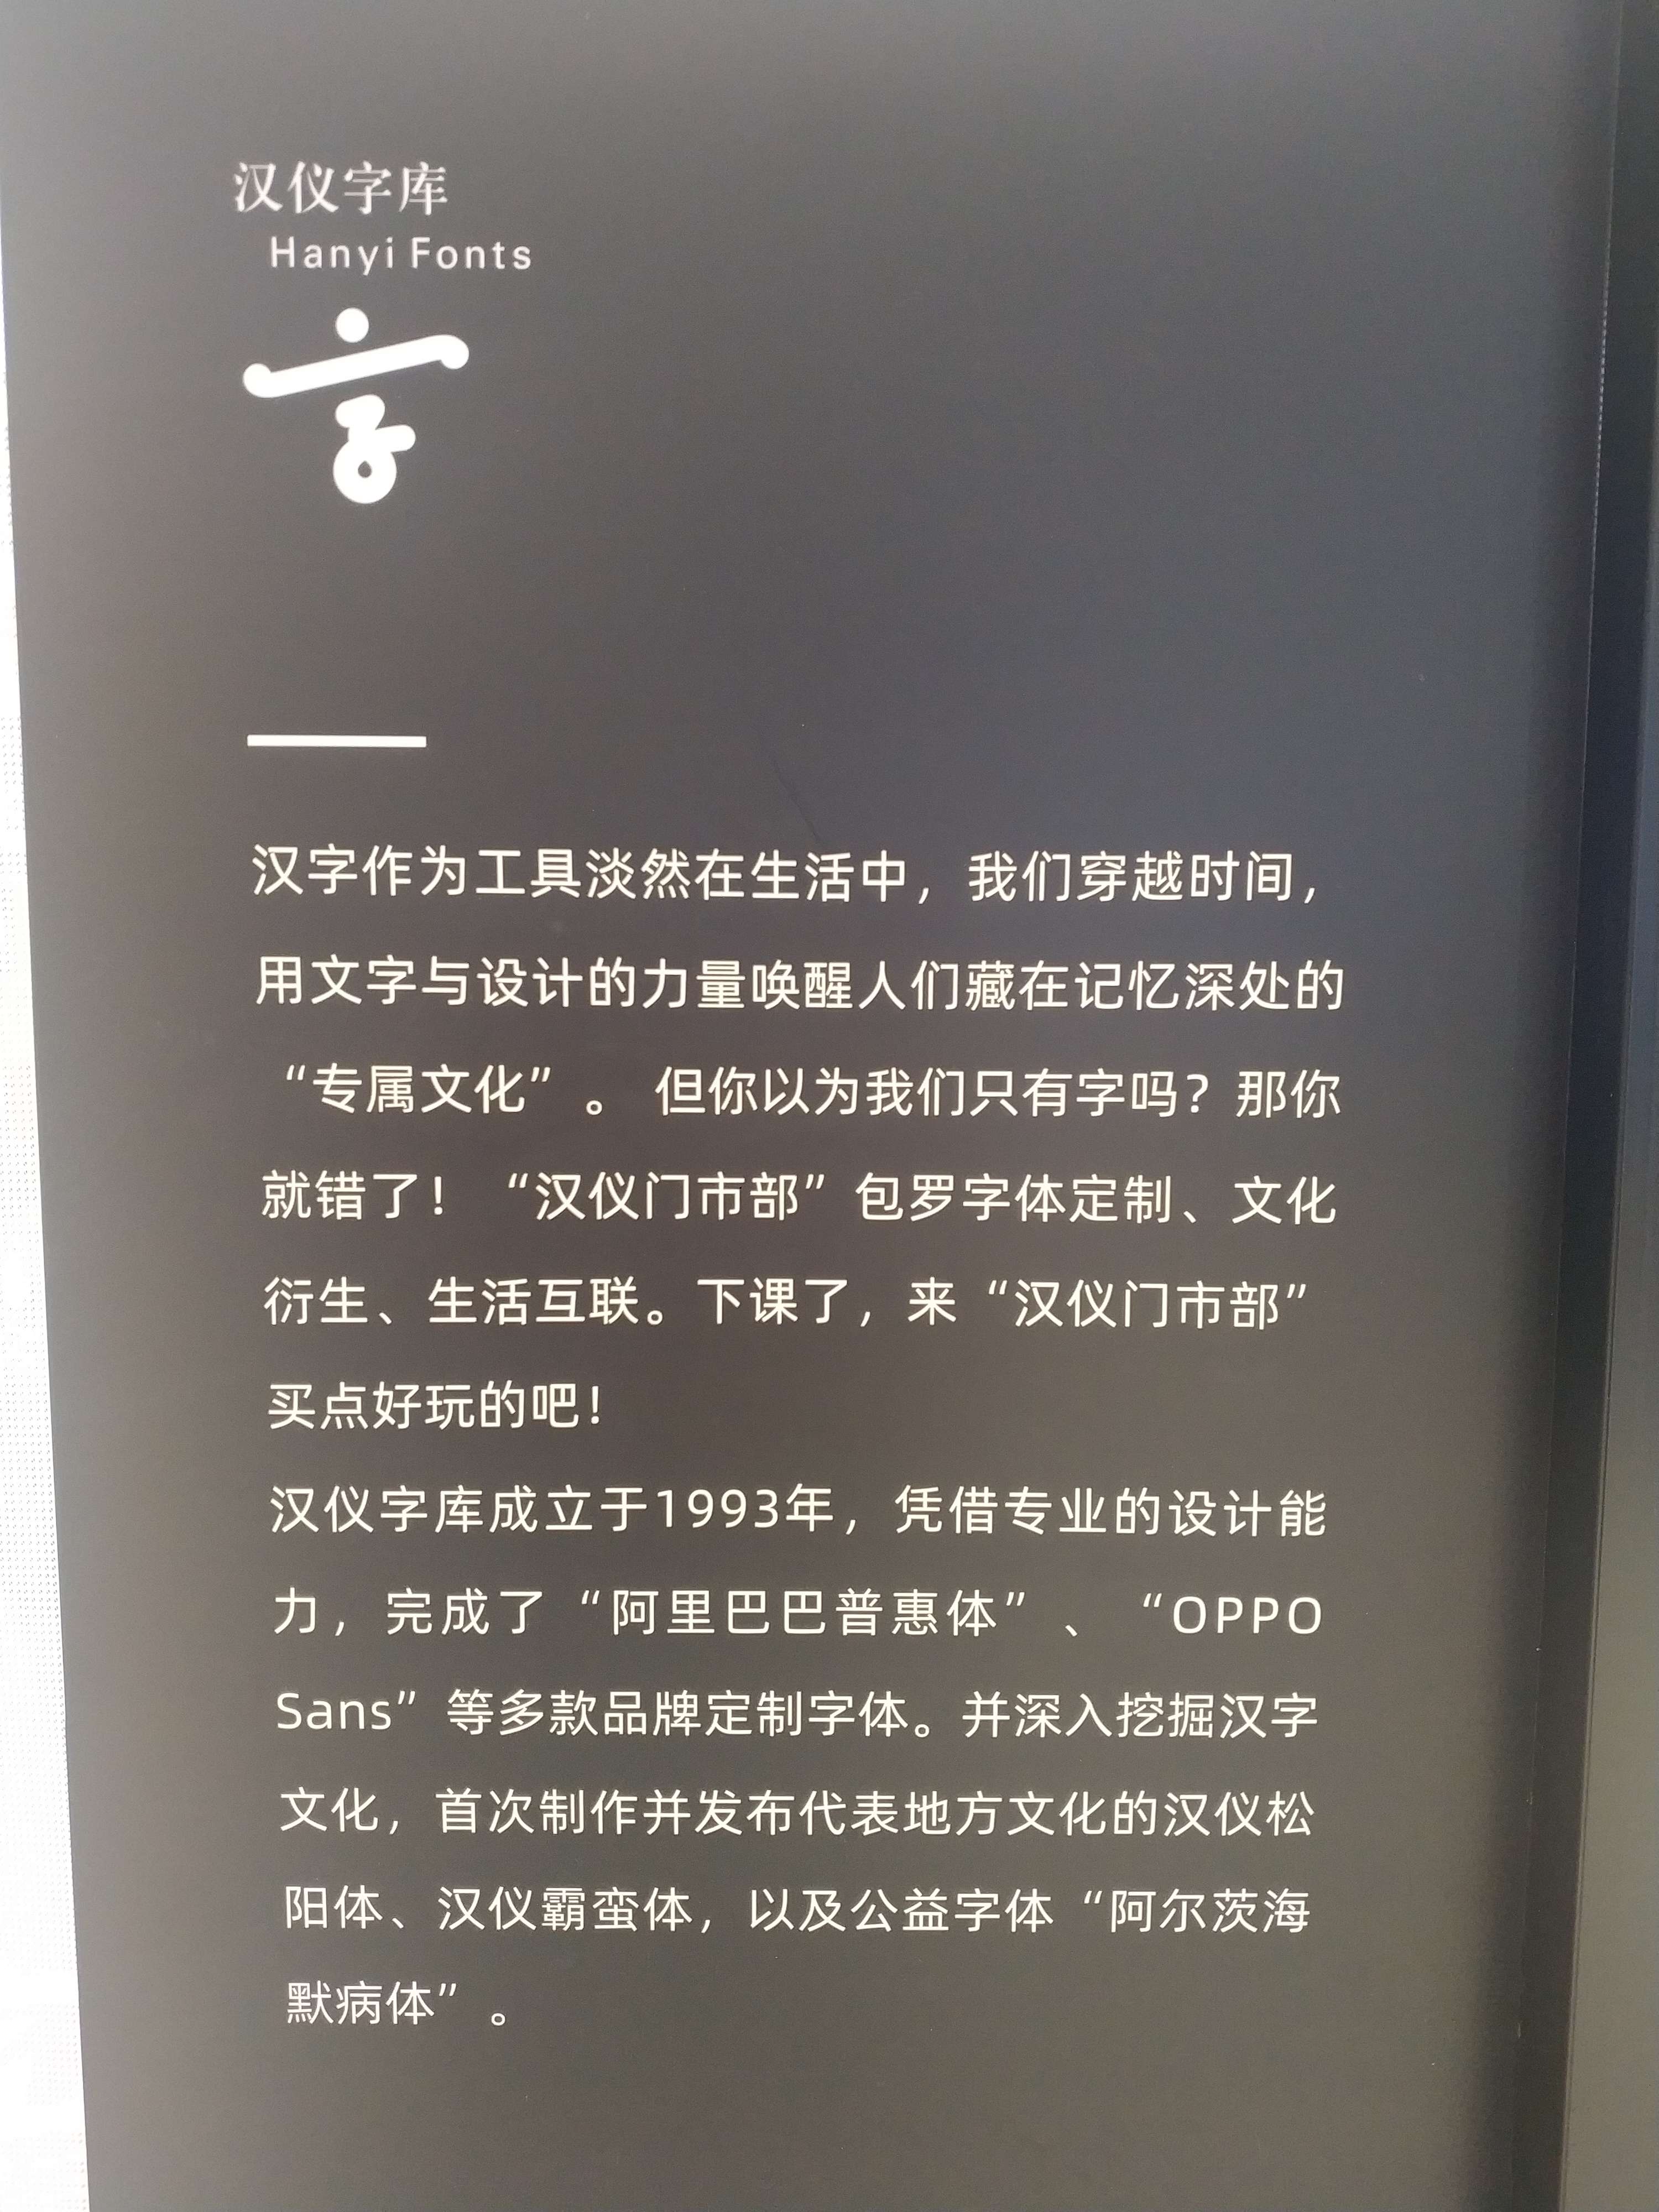 汉仪字库
Hanyi Fonts
字
汉字作为工具淡然在生活中，我们穿越时间，
用文字与设计的力量唤醒人们藏在记忆深处的
“专属文化”。 但你以为我们只有字吗？那你
就错了！“汉仪门市部”包罗字体定制、文化
衍生、生活互联。下课了，来“汉仪门市部”
买点好玩的吧！
汉仪字库成立于1993年，凭借专业的设计能
力，完成了“阿里巴巴普惠体”、“OPPO
Sans”等多款品牌定制字体。并深入挖掘汉字
文化，首次制作并发布代表地方文化的汉仪松
阳体、汉仪霸蛮体，以及公益字体“阿尔茨海
默病体”。